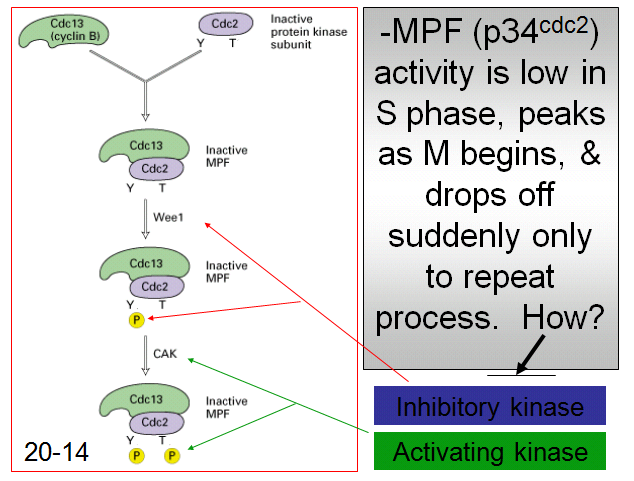 Cdc13
(cyclin B)
Cdc2
Y T
Inactive
protein kinase
subunit
Cdc13
Cdc2
Y T
Inactive
MPF
Wee1
Cdc13
Cdc2
Y T
P
Inactive
MPF
CAK
Cdc13
Cdc2
Y T
P P
Inactive
MPF
20-14
-MPF (p34cdc2)
activity is low in
S phase, peaks
as M begins, &
drops off
suddenly only
to repeat
process. How?
Inhibitory kinase
Activating kinase